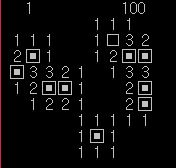 1 100
1 1 1
1 1 1 1 3 2
2 1 1 2
3 3 2 1 1 3 3
1 2 1 2
1 2 2 1 2
1 1 1 1 1
1 1
1 1 1